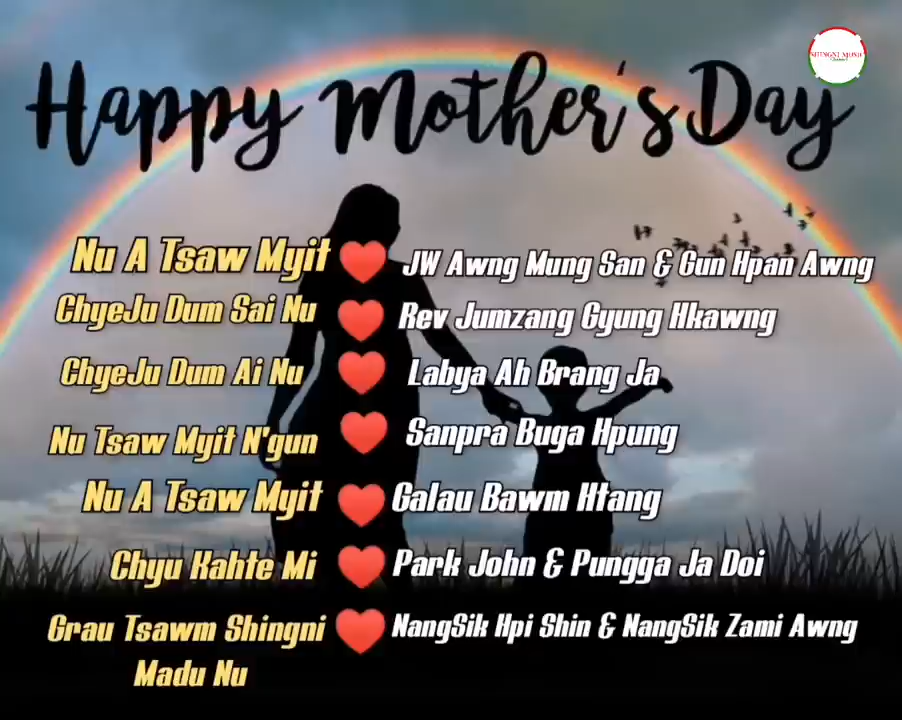 Happy Mother's Day
SHINGNI MUSIC
Channel
Nu A Tsaw Myit ❤️ JW Awng Mung San & Gun Hpan Awng
ChyeJu Dum Sai Nu ❤️ Rev Jumzang Gyung Hkawng
ChyeJu Dum Ai Nu ❤️ Labya Ah Brang Ja
Nu Tsaw Myit N'gun ❤️ Sanpra Buga Hpung
Nu A Tsaw Myit ❤️ Galau Bawm Htang
Chyu Kahte Mi ❤️ Park John & Pungga Ja Doi
Grau Tsawm Shingni ❤️ NangSik Hpi Shin & NangSik Zami Awng
Madu Nu